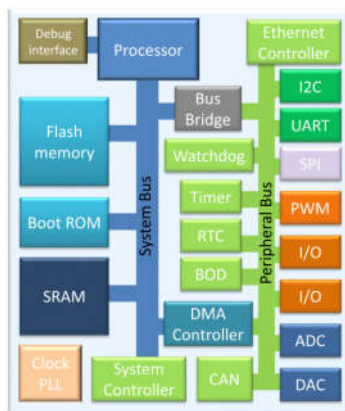 Debug
interface
Processor
Ethernet
Controller
I2C
Bus
Bridge
UART
Flash
memory
Watchdog
SPI
System Bus
Peripheral Bus
Timer
PWM
Boot ROM
RTC
I/O
BOD
I/O
SRAM
DMA
Controller
ADC
Clock
PLL
System
Controller
CAN
DAC